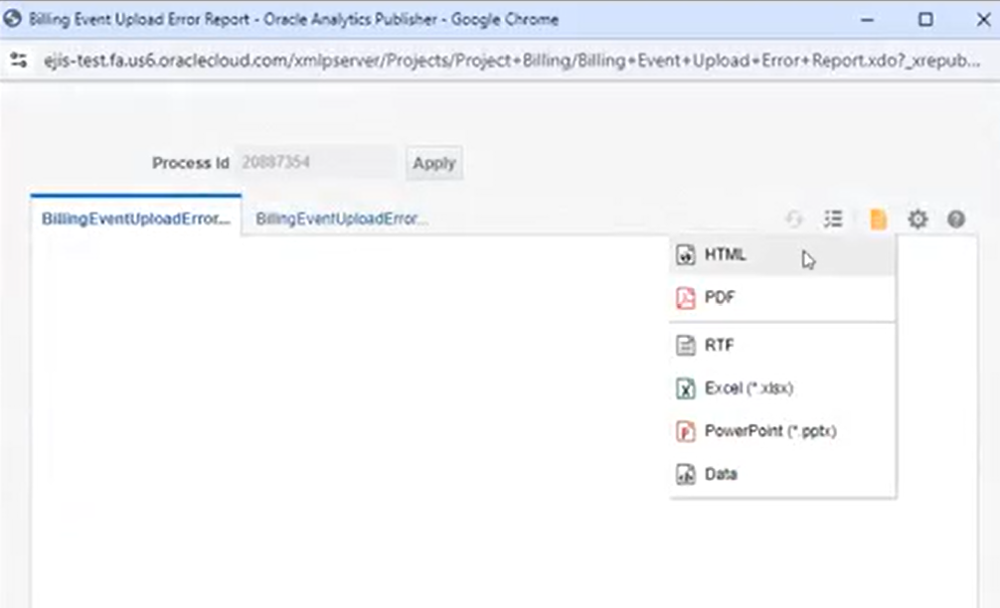 Billing Event Upload Error Report - Oracle Analytics Publisher - Google Chrome
ejis-test.fa.us6.oraclecloud.com/xmlpserver/Projects/Project+Billing/Billing+Event+Upload+Error+Report.xdo?_xrepub...
Process Id 20887354 Apply
BillingEventUploadError... BillingEventUploadError...
HTML
PDF
RTF
Excel (*.xlsx)
PowerPoint (*.pptx)
Data